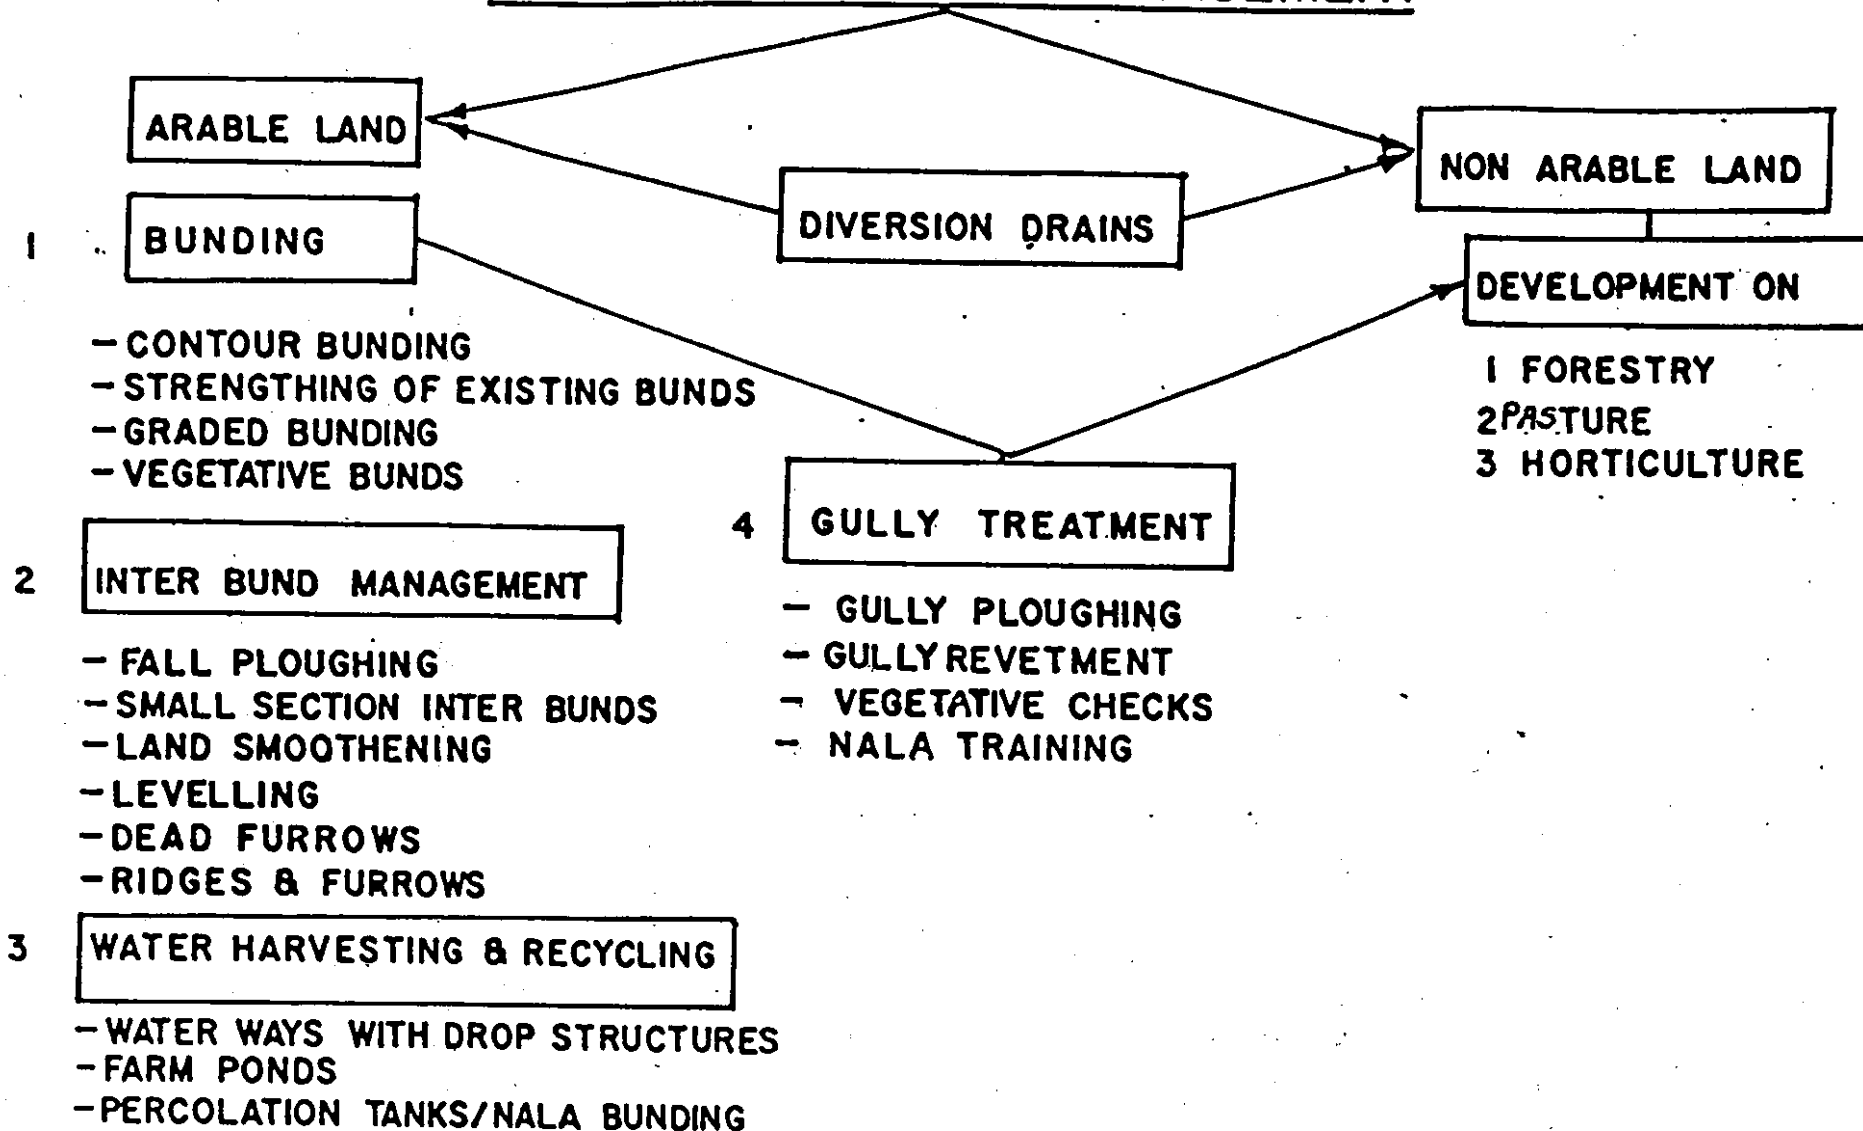 ARABLE LAND
NON ARABLE LAND
DIVERSION DRAINS
1 BUNDING
DEVELOPMENT ON
- CONTOUR BUNDING
- STRENGTHING OF EXISTING BUNDS
- GRADED BUNDING
- VEGETATIVE BUNDS
1 FORESTRY
2 PASTURE
3 HORTICULTURE
2 INTER BUND MANAGEMENT
- FALL PLOUGHING
- SMALL SECTION INTER BUNDS
- LAND SMOOTHENING
- LEVELLING
- DEAD FURROWS
- RIDGES & FURROWS
4 GULLY TREATMENT
- GULLY PLOUGHING
- GULLY REVETMENT
- VEGETATIVE CHECKS
- NALA TRAINING
3 WATER HARVESTING & RECYCLING
- WATER WAYS WITH DROP STRUCTURES
- FARM PONDS
- PERCOLATION TANKS/NALA BUNDING